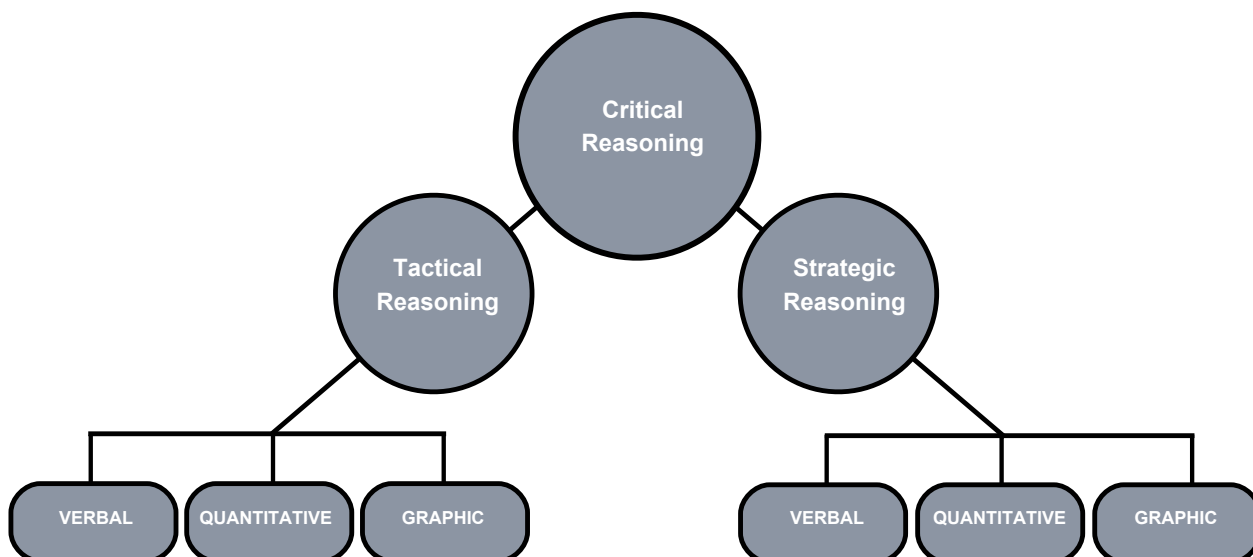 Critical
Reasoning
Tactical
Reasoning
Strategic
Reasoning
VERBAL
QUANTITATIVE
GRAPHIC
VERBAL
QUANTITATIVE
GRAPHIC